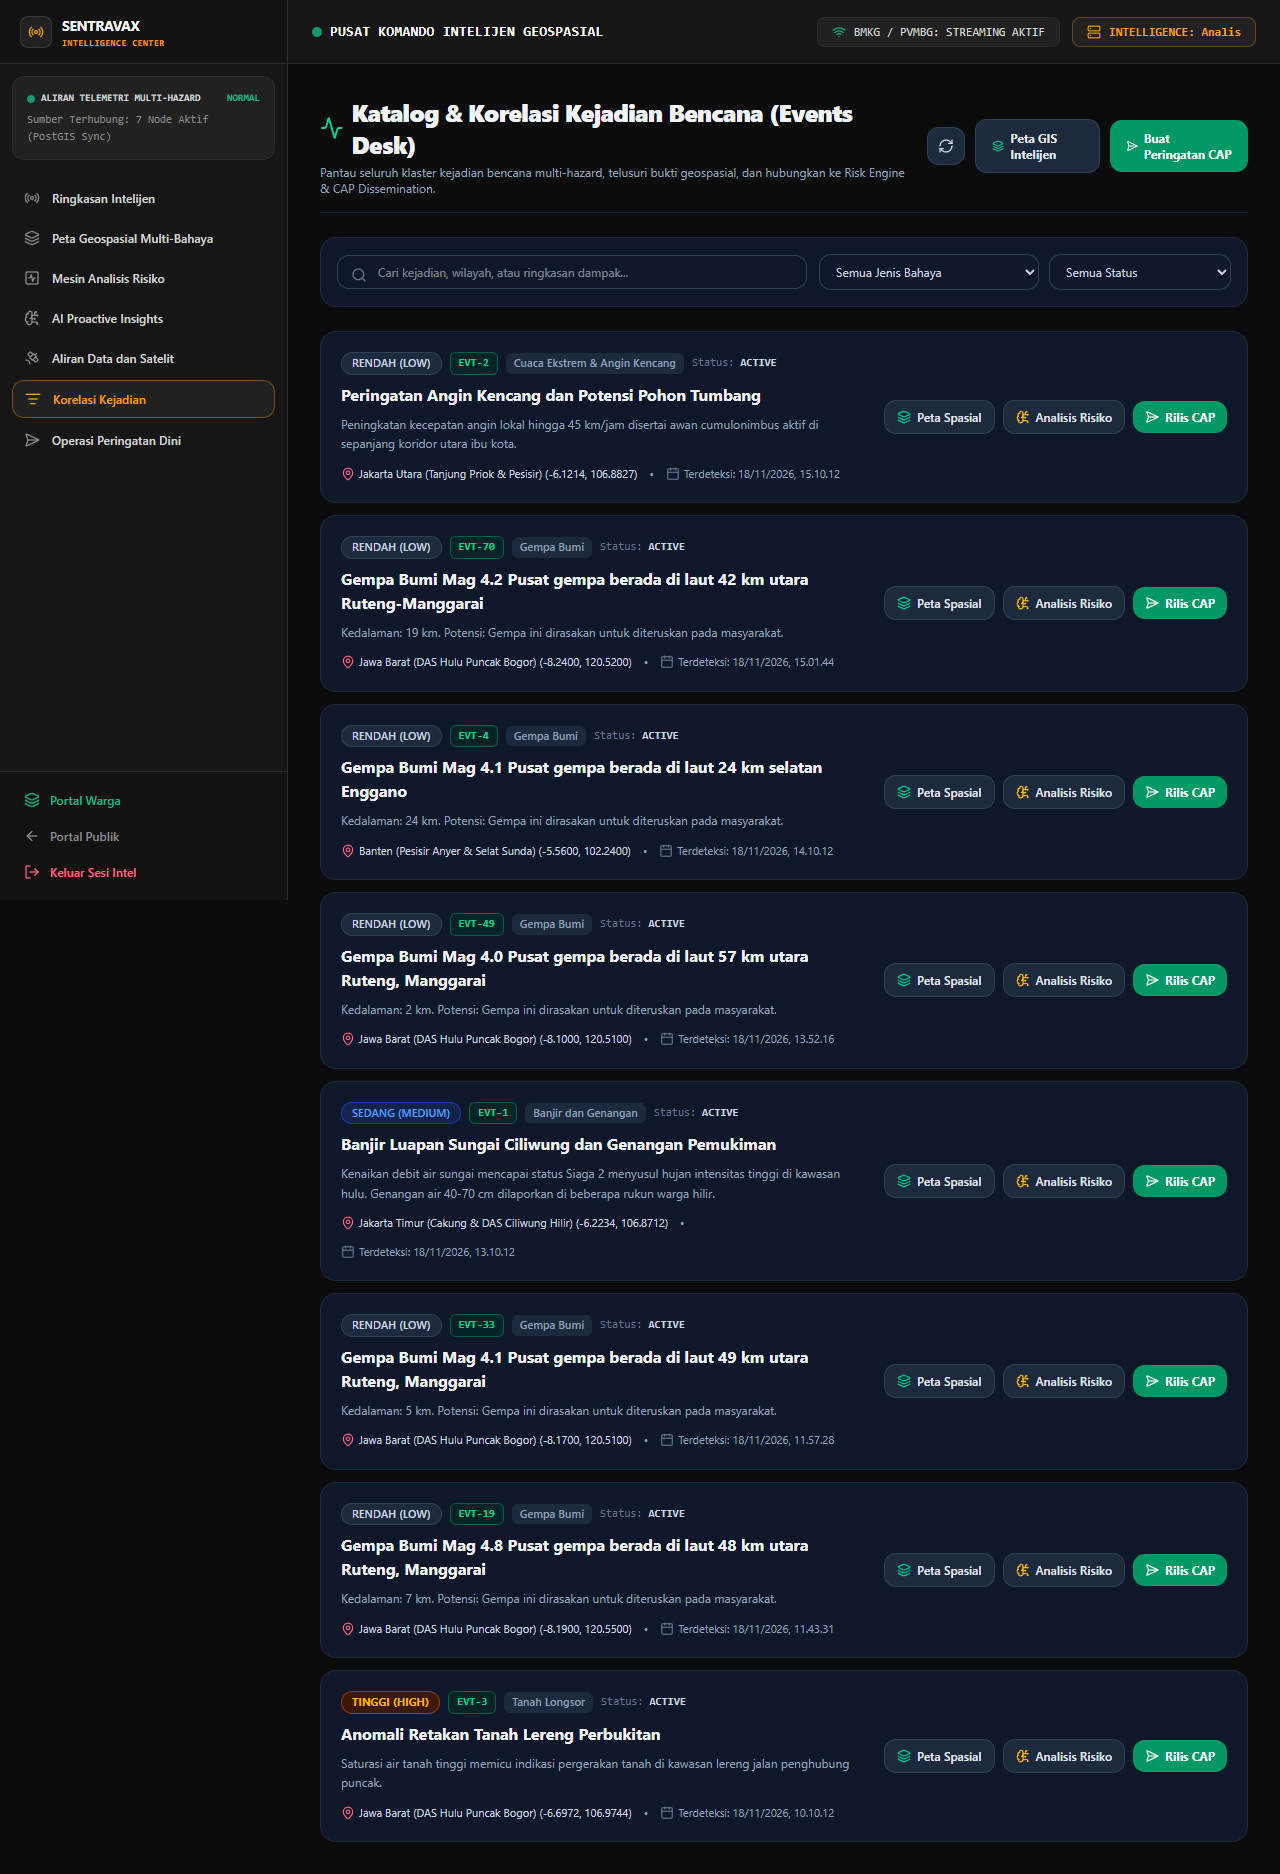 SENTRAVAX
INTELLIGENCE CENTER
PUSAT KOMANDO INTELIJEN GEOSPASIAL
BMKG / PVMBG: STREAMING AKTIF
INTELLIGENCE: Analis
ALIRAN TELEMETRI MULTI-HAZARD NORMAL
Sumber Terhubung: 7 Node Aktif
(PostGIS Sync)
Ringkasan Intelijen
Peta Geospasial Multi-Bahaya
Mesin Analisis Risiko
AI Proactive Insights
Aliran Data dan Satelit
Korelasi Kejadian
Operasi Peringatan Dini
Portal Warga
Portal Publik
Keluar Sesi Intel
Katalog & Korelasi Kejadian Bencana (Events
Desk)
Pantau seluruh klaster kejadian bencana multi-hazard, telusuri bukti geospasial, dan hubungkan ke Risk Engine
& CAP Dissemination.
Peta GIS
Intelijen
Buat
Peringatan CAP
Cari kejadian, wilayah, atau ringkasan dampak...
Semua Jenis Bahaya
Semua Status
RENDAH (LOW) EVT-2 Cuaca Ekstrem & Angin Kencang Status: ACTIVE
Peringatan Angin Kencang dan Potensi Pohon Tumbang
Peningkatan kecepatan angin lokal hingga 45 km/jam disertai awan cumulonimbus aktif di
sepanjang koridor utara ibu kota.
Jakarta Utara (Tanjung Priok & Pesisir) (-6.1214, 106.8827) • Terdeteksi: 18/11/2026, 15.10.12
Peta Spasial Analisis Risiko Rilis CAP
RENDAH (LOW) EVT-70 Gempa Bumi Status: ACTIVE
Gempa Bumi Mag 4.2 Pusat gempa berada di laut 42 km utara
Ruteng-Manggarai
Kedalaman: 19 km. Potensi: Gempa ini dirasakan untuk diteruskan pada masyarakat.
Jawa Barat (DAS Hulu Puncak Bogor) (-8.2400, 120.5200) • Terdeteksi: 18/11/2026, 15.01.44
Peta Spasial Analisis Risiko Rilis CAP
RENDAH (LOW) EVT-4 Gempa Bumi Status: ACTIVE
Gempa Bumi Mag 4.1 Pusat gempa berada di laut 24 km selatan
Enggano
Kedalaman: 24 km. Potensi: Gempa ini dirasakan untuk diteruskan pada masyarakat.
Banten (Pesisir Anyer & Selat Sunda) (-5.5600, 102.2400) • Terdeteksi: 18/11/2026, 14.10.12
Peta Spasial Analisis Risiko Rilis CAP
RENDAH (LOW) EVT-49 Gempa Bumi Status: ACTIVE
Gempa Bumi Mag 4.0 Pusat gempa berada di laut 57 km utara
Ruteng, Manggarai
Kedalaman: 2 km. Potensi: Gempa ini dirasakan untuk diteruskan pada masyarakat.
Jawa Barat (DAS Hulu Puncak Bogor) (-8.1000, 120.5100) • Terdeteksi: 18/11/2026, 13.52.16
Peta Spasial Analisis Risiko Rilis CAP
SEDANG (MEDIUM) EVT-1 Banjir dan Genangan Status: ACTIVE
Banjir Luapan Sungai Ciliwung dan Genangan Pemukiman
Kenaikan debit air sungai mencapai status Siaga 2 menyusul hujan intensitas tinggi di kawasan
hulu. Genangan air 40-70 cm dilaporkan di beberapa rukun warga hilir.
Jakarta Timur (Cakung & DAS Ciliwung Hilir) (-6.2234, 106.8712) •
Terdeteksi: 18/11/2026, 13.10.12
Peta Spasial Analisis Risiko Rilis CAP
RENDAH (LOW) EVT-33 Gempa Bumi Status: ACTIVE
Gempa Bumi Mag 4.1 Pusat gempa berada di laut 49 km utara
Ruteng, Manggarai
Kedalaman: 5 km. Potensi: Gempa ini dirasakan untuk diteruskan pada masyarakat.
Jawa Barat (DAS Hulu Puncak Bogor) (-8.1700, 120.5100) • Terdeteksi: 18/11/2026, 11.57.28
Peta Spasial Analisis Risiko Rilis CAP
RENDAH (LOW) EVT-19 Gempa Bumi Status: ACTIVE
Gempa Bumi Mag 4.8 Pusat gempa berada di laut 48 km utara
Ruteng, Manggarai
Kedalaman: 7 km. Potensi: Gempa ini dirasakan untuk diteruskan pada masyarakat.
Jawa Barat (DAS Hulu Puncak Bogor) (-8.1900, 120.5500) • Terdeteksi: 18/11/2026, 11.43.31
Peta Spasial Analisis Risiko Rilis CAP
TINGGI (HIGH) EVT-3 Tanah Longsor Status: ACTIVE
Anomali Retakan Tanah Lereng Perbukitan
Saturasi air tanah tinggi memicu indikasi pergerakan tanah di kawasan lereng jalan penghubung
puncak.
Jawa Barat (DAS Hulu Puncak Bogor) (-6.6972, 106.9744) • Terdeteksi: 18/11/2026, 10.10.12
Peta Spasial Analisis Risiko Rilis CAP